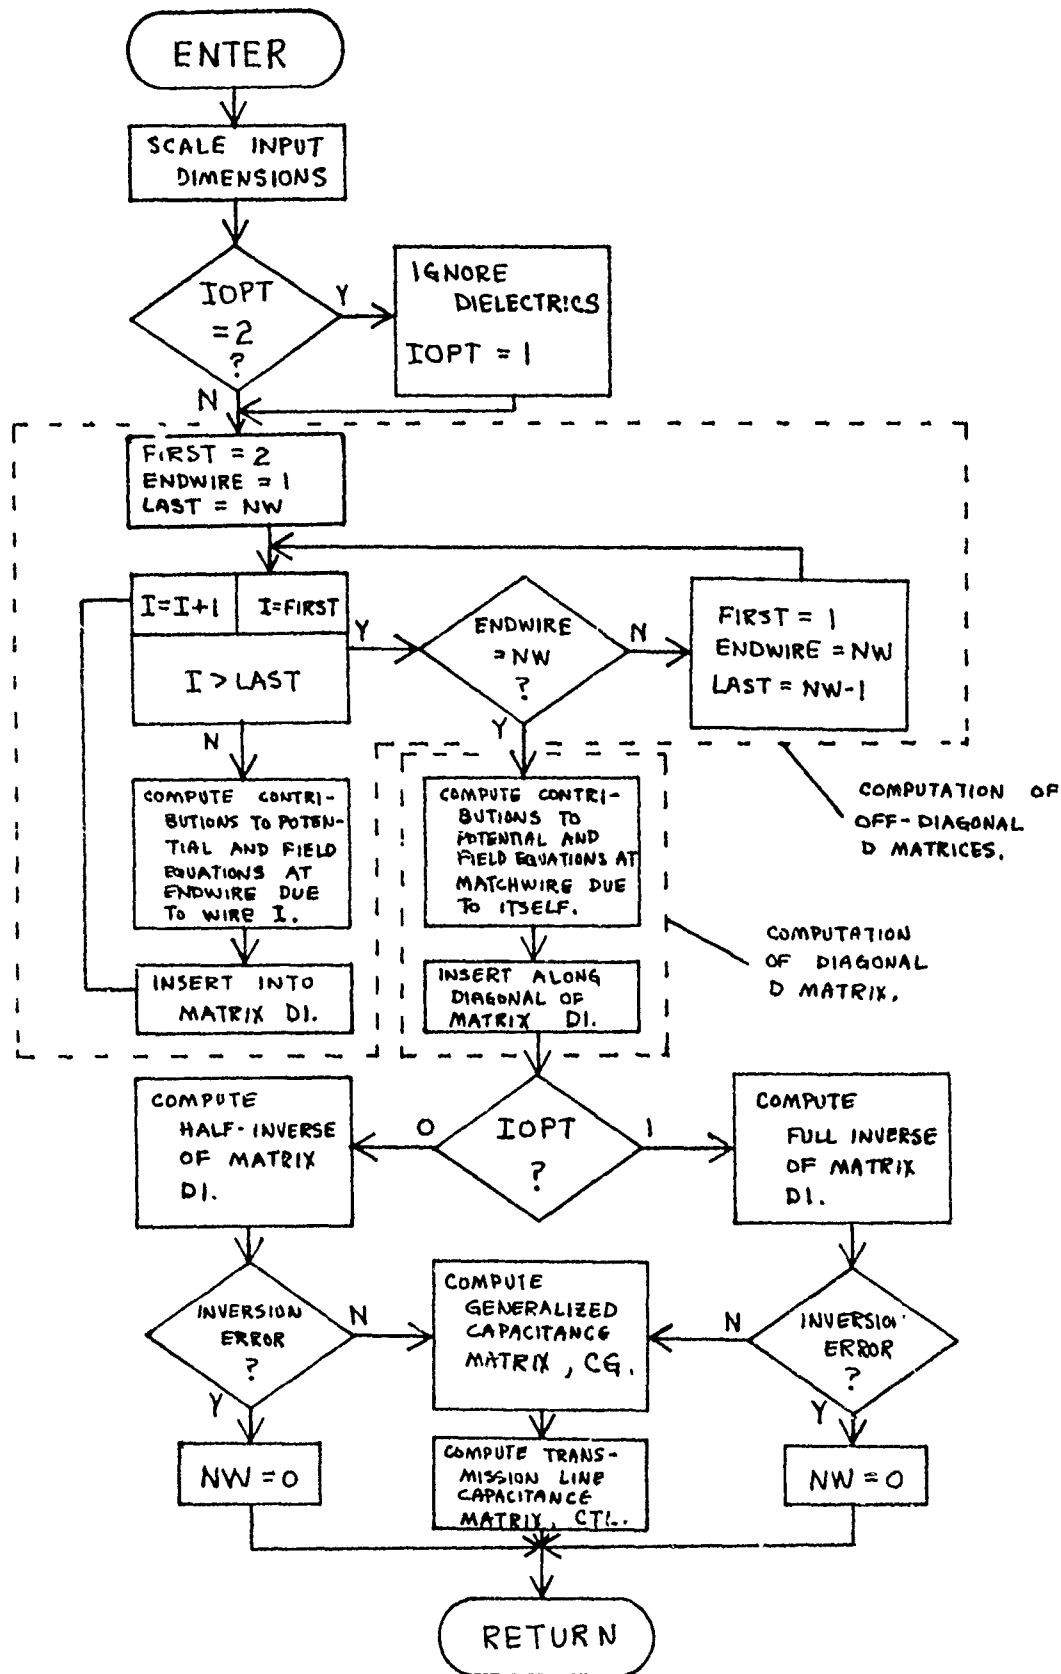 ENTER
SCALE INPUT
DIMENSIONS
IOPT
= 2
?
Y
IGNORE
DIELECTRICS
IOPT = 1
N
FIRST = 2
ENDWIRE = 1
LAST = NW
I=I+1
I=FIRST
I > LAST
Y
ENDWIRE
= NW
?
N
FIRST = 1
ENDWIRE = NW
LAST = NW-1
N
Y
COMPUTE CONTRI-
BUTIONS TO POTEN-
TIAL AND FIELD
EQUATIONS AT
ENDWIRE DUE
TO WIRE I.
INSERT INTO
MATRIX D1.
COMPUTE CONTRI-
BUTIONS TO
POTENTIAL AND
FIELD EQUATIONS AT
MATCHWIRE DUE
TO ITSELF.
INSERT ALONG
DIAGONAL OF
MATRIX D1.
COMPUTATION OF
OFF-DIAGONAL
D MATRICES.
COMPUTATION
OF DIAGONAL
D MATRIX.
COMPUTE
HALF-INVERSE
OF MATRIX
D1.
0
IOPT
?
1
COMPUTE
FULL INVERSE
OF MATRIX
D1.
INVERSION
ERROR
?
N
Y
COMPUTE
GENERALIZED
CAPACITANCE
MATRIX, CG.
N
INVERSION
ERROR
?
Y
NW = 0
COMPUTE TRANS-
MISSION LINE
CAPACITANCE
MATRIX, CTL.
NW = 0
RETURN